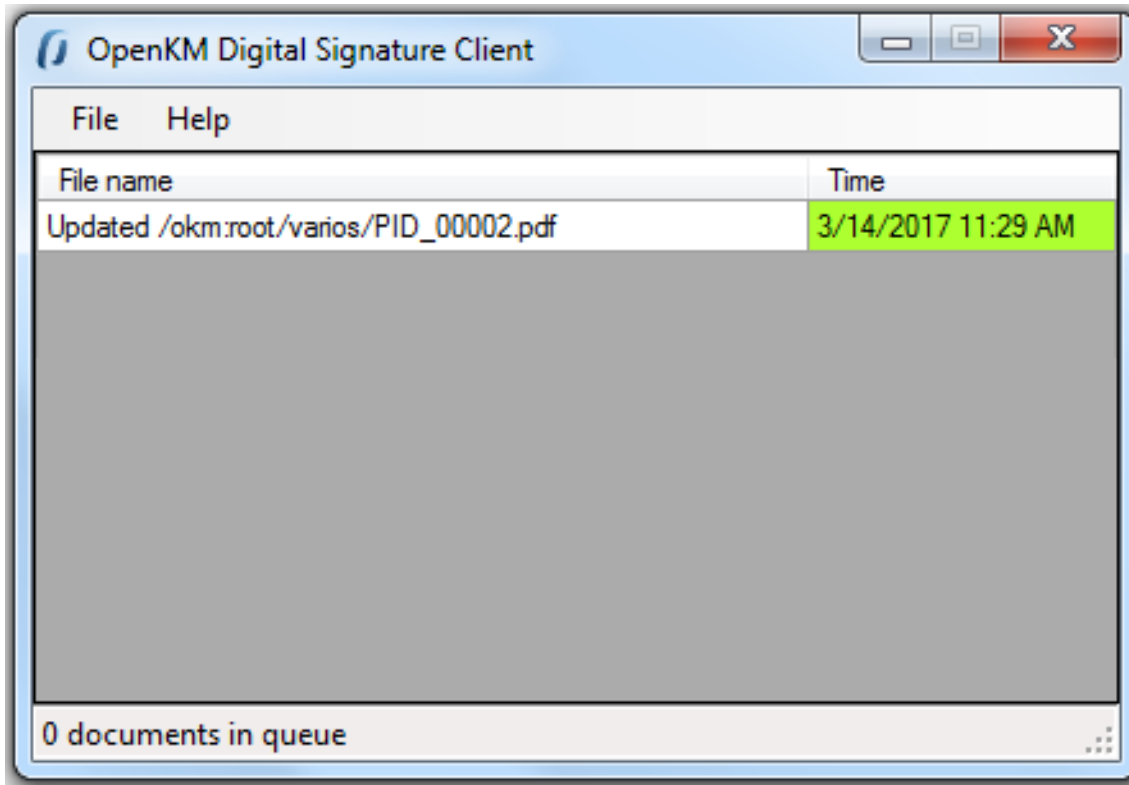 OpenKM Digital Signature Client
File Help
File name Time
Updated /okm:root/varios/PID_00002.pdf 3/14/2017 11:29 AM
0 documents in queue